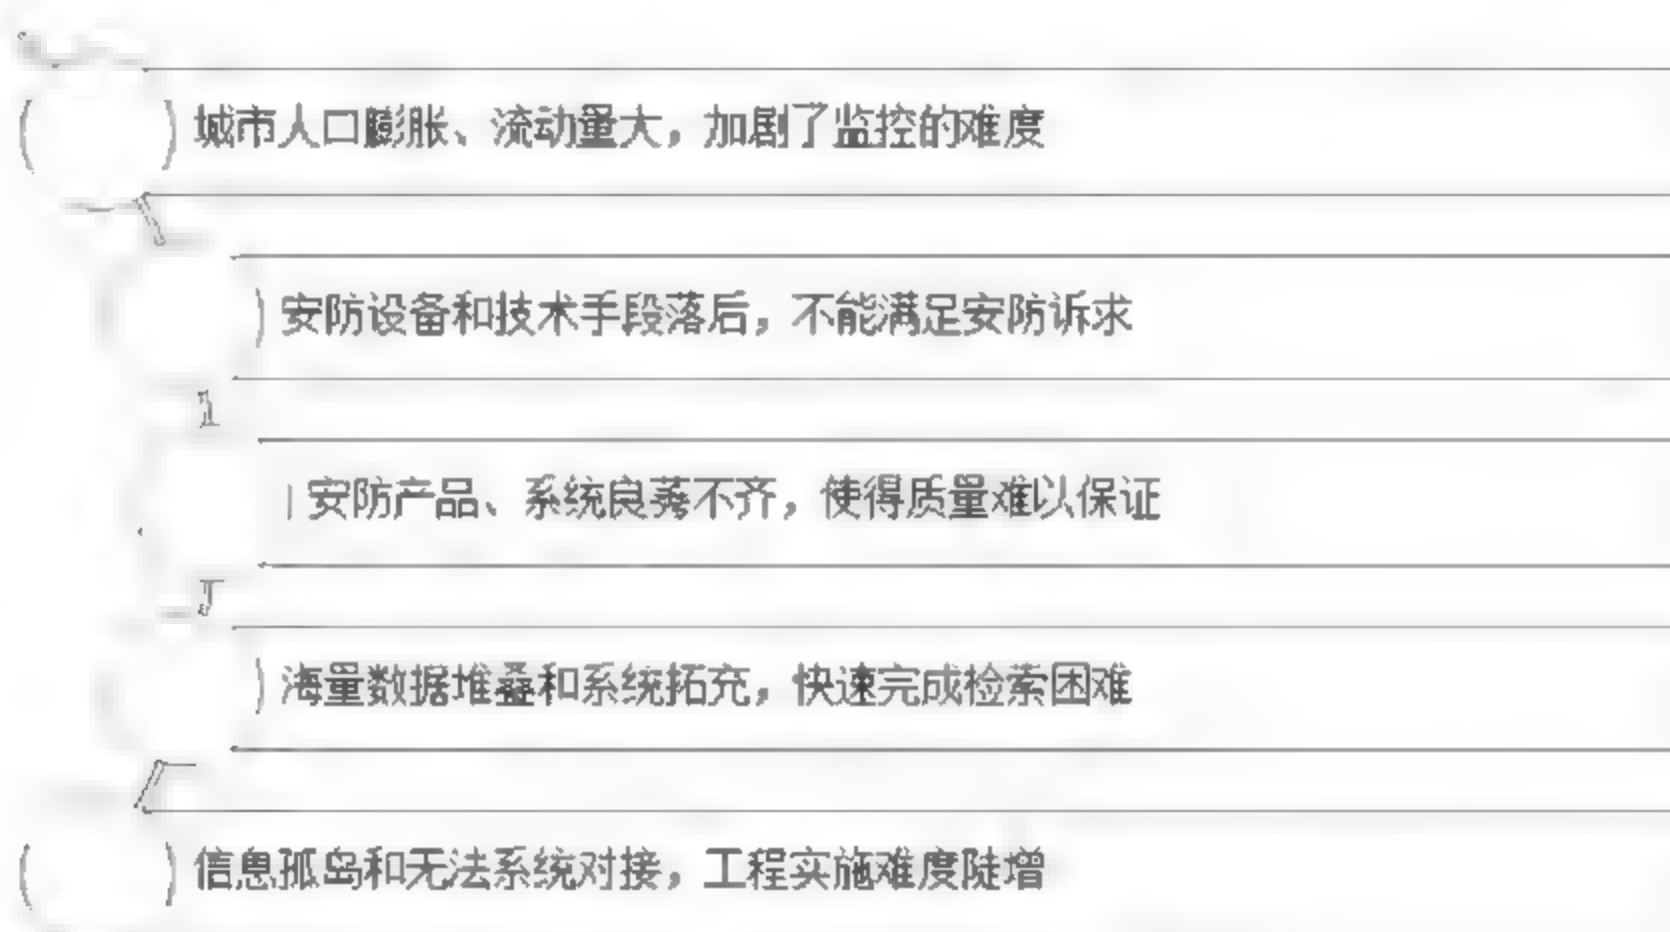 城市人口膨胀、流动量大，加剧了监控的难度
安防设备和技术手段落后，不能满足安防诉求
安防产品、系统良莠不齐，使得质量难以保证
海量数据堆叠和系统拓充，快速完成检索困难
信息孤岛和无法系统对接，工程实施难度陡增